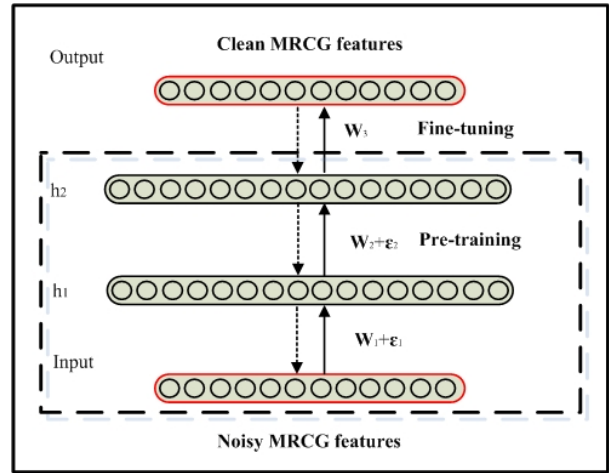 Clean MRCG features
Output
W₃ Fine-tuning
h2
W₂+ε₂ Pre-training
h1
W₁+ε₁
Input
Noisy MRCG features